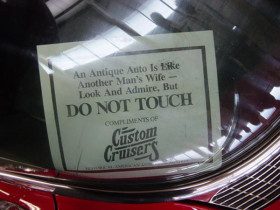 An Antique Auto Is Like
Another Man's Wife —
Look And Admire, But
DO NOT TOUCH
COMPLIMENTS OF
Custom
Cruisers